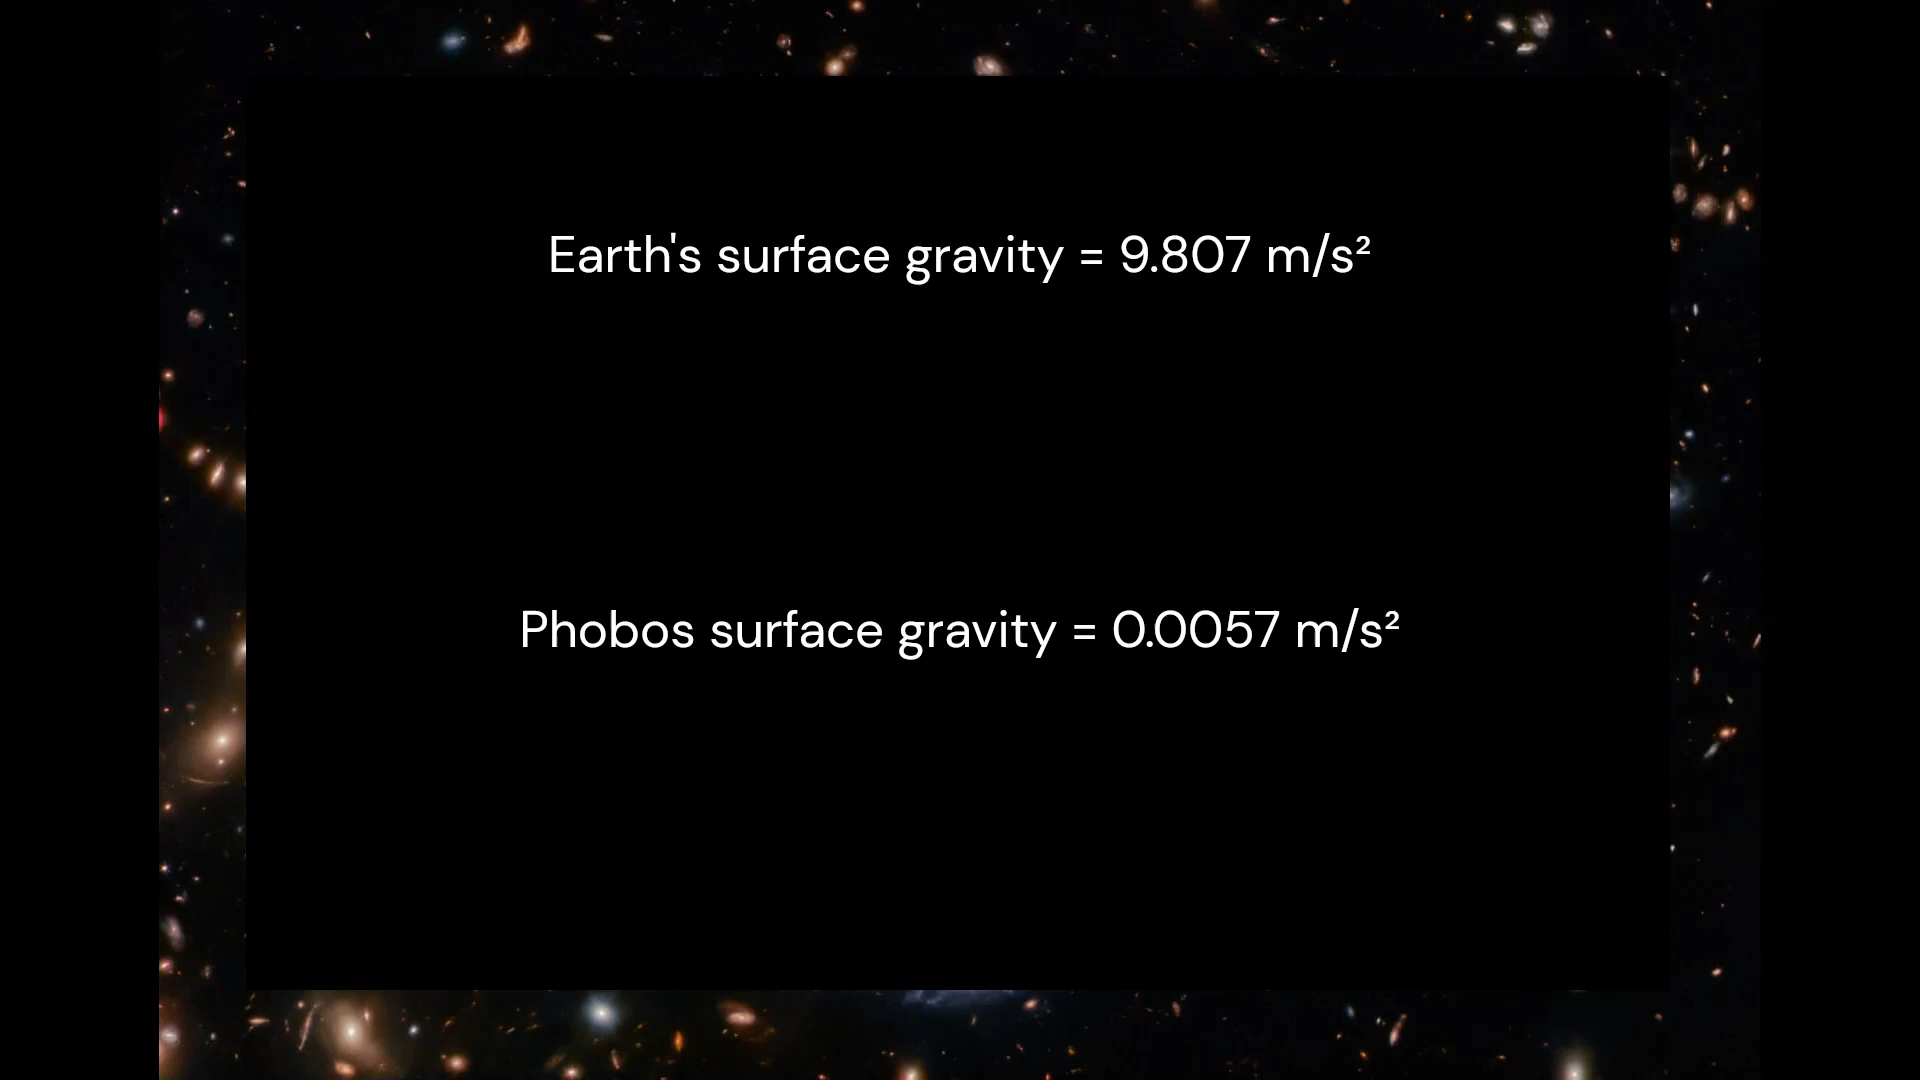 Earth's surface gravity = 9.807 m/s²
Phobos surface gravity = 0.0057 m/s²